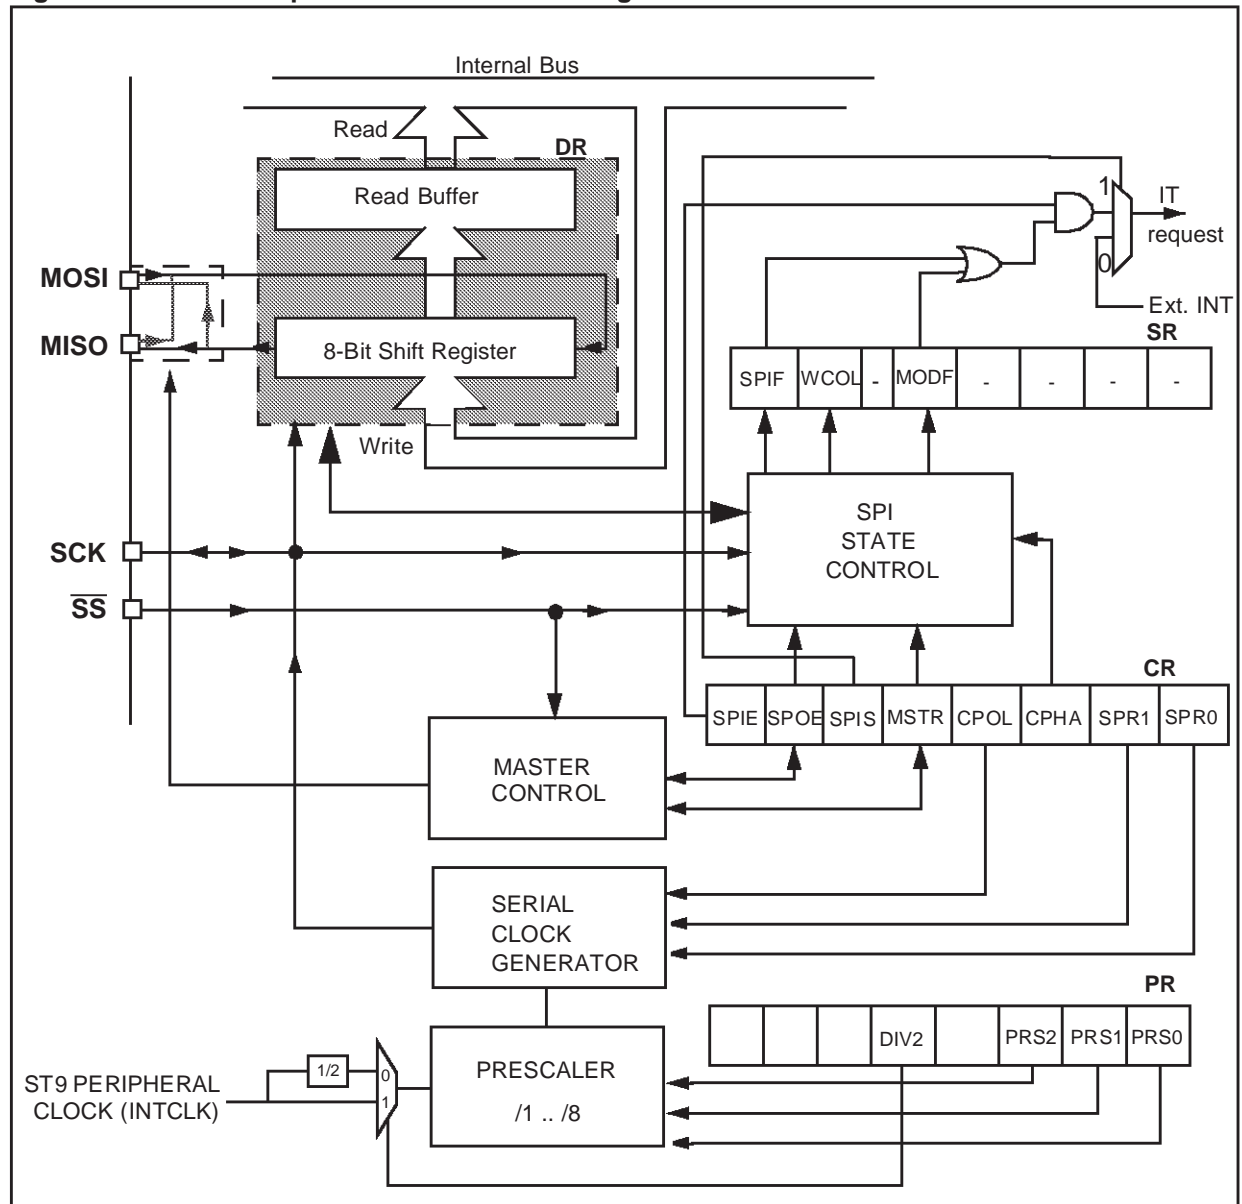 Internal Bus
Read
DR
Read Buffer
1
IT
request
MOSI
0
Ext. INT
MISO
8-Bit Shift Register
SR
SPIF WCOL - MODF - - - -
Write
SPI
STATE
CONTROL
SCK
SS
CR
SPIE SPOE SPIS MSTR CPOL CPHA SPR1 SPR0
MASTER
CONTROL
SERIAL
CLOCK
GENERATOR
PR
DIV2 PRS2 PRS1 PRS0
ST9 PERIPHERAL
CLOCK (INTCLK)
1/2
0
1
PRESCALER
/1 .. /8